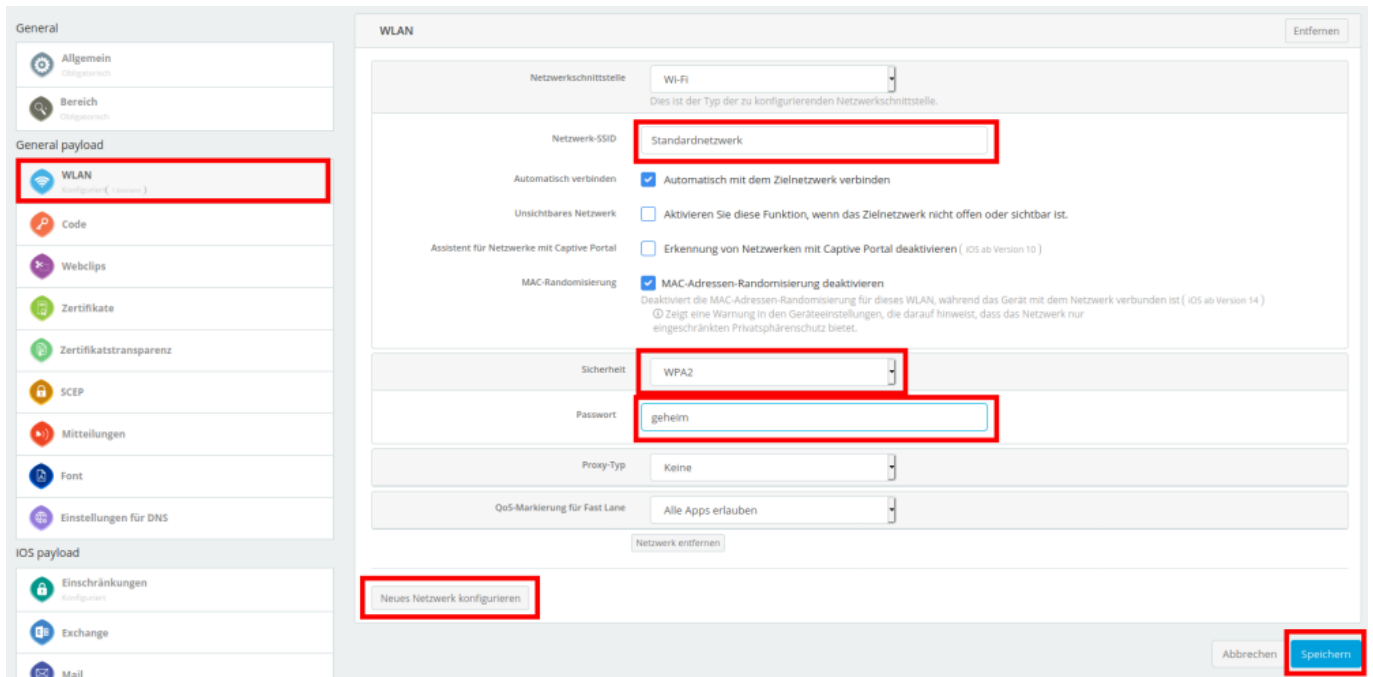 General
Allgemein
Obligatorisch
Bereich
Obligatorisch
General payload
WLAN
Konfiguriert( 1 Element )
Code
Webclips
Zertifikate
Zertifikatstransparenz
SCEP
Mitteilungen
Font
Einstellungen für DNS
iOS payload
Einschränkungen
Konfiguriert
Exchange
Mail
WLAN
Entfernen
Netzwerkschnittstelle
Wi-Fi
Dies ist der Typ der zu konfigurierenden Netzwerkschnittstelle.
Netzwerk-SSID
Standardnetzwerk
Automatisch verbinden
Automatisch mit dem Zielnetzwerk verbinden
Unsichtbares Netzwerk
Aktivieren Sie diese Funktion, wenn das Zielnetzwerk nicht offen oder sichtbar ist.
Assistent für Netzwerke mit Captive Portal
Erkennung von Netzwerken mit Captive Portal deaktivieren ( iOS ab Version 10 )
MAC-Randomisierung
MAC-Adressen-Randomisierung deaktivieren
Deaktiviert die MAC-Adressen-Randomisierung für dieses WLAN, während das Gerät mit dem Netzwerk verbunden ist ( iOS ab Version 14 )
Zeigt eine Warnung in den Geräteeinstellungen, die darauf hinweist, dass das Netzwerk nur
eingeschränkten Privatsphärenschutz bietet.
Sicherheit
WPA2
Passwort
geheim
Proxy-Typ
Keine
QoS-Markierung für Fast Lane
Alle Apps erlauben
Netzwerk entfernen
Neues Netzwerk konfigurieren
Abbrechen
Speichern